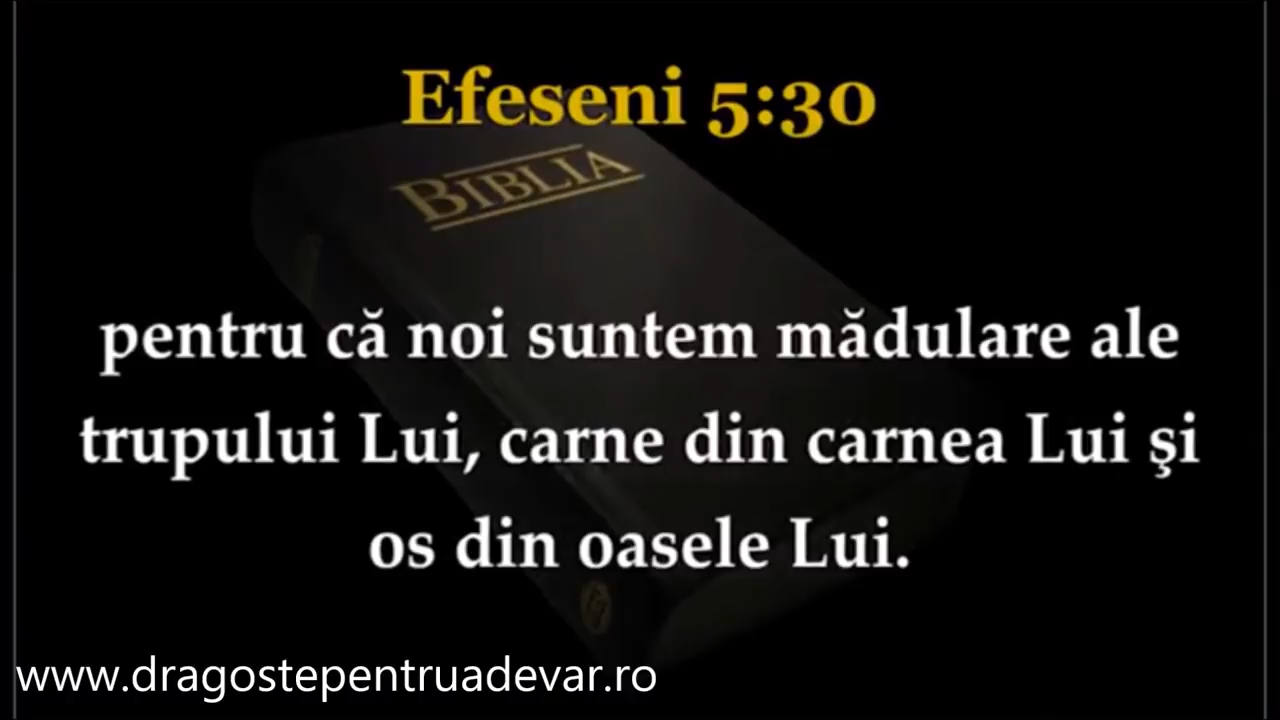 Efeseni 5:30
BIBLIA
pentru că noi suntem mădulare ale
trupului Lui, carne din carnea Lui şi
os din oasele Lui.
www.dragostepentruadevar.ro